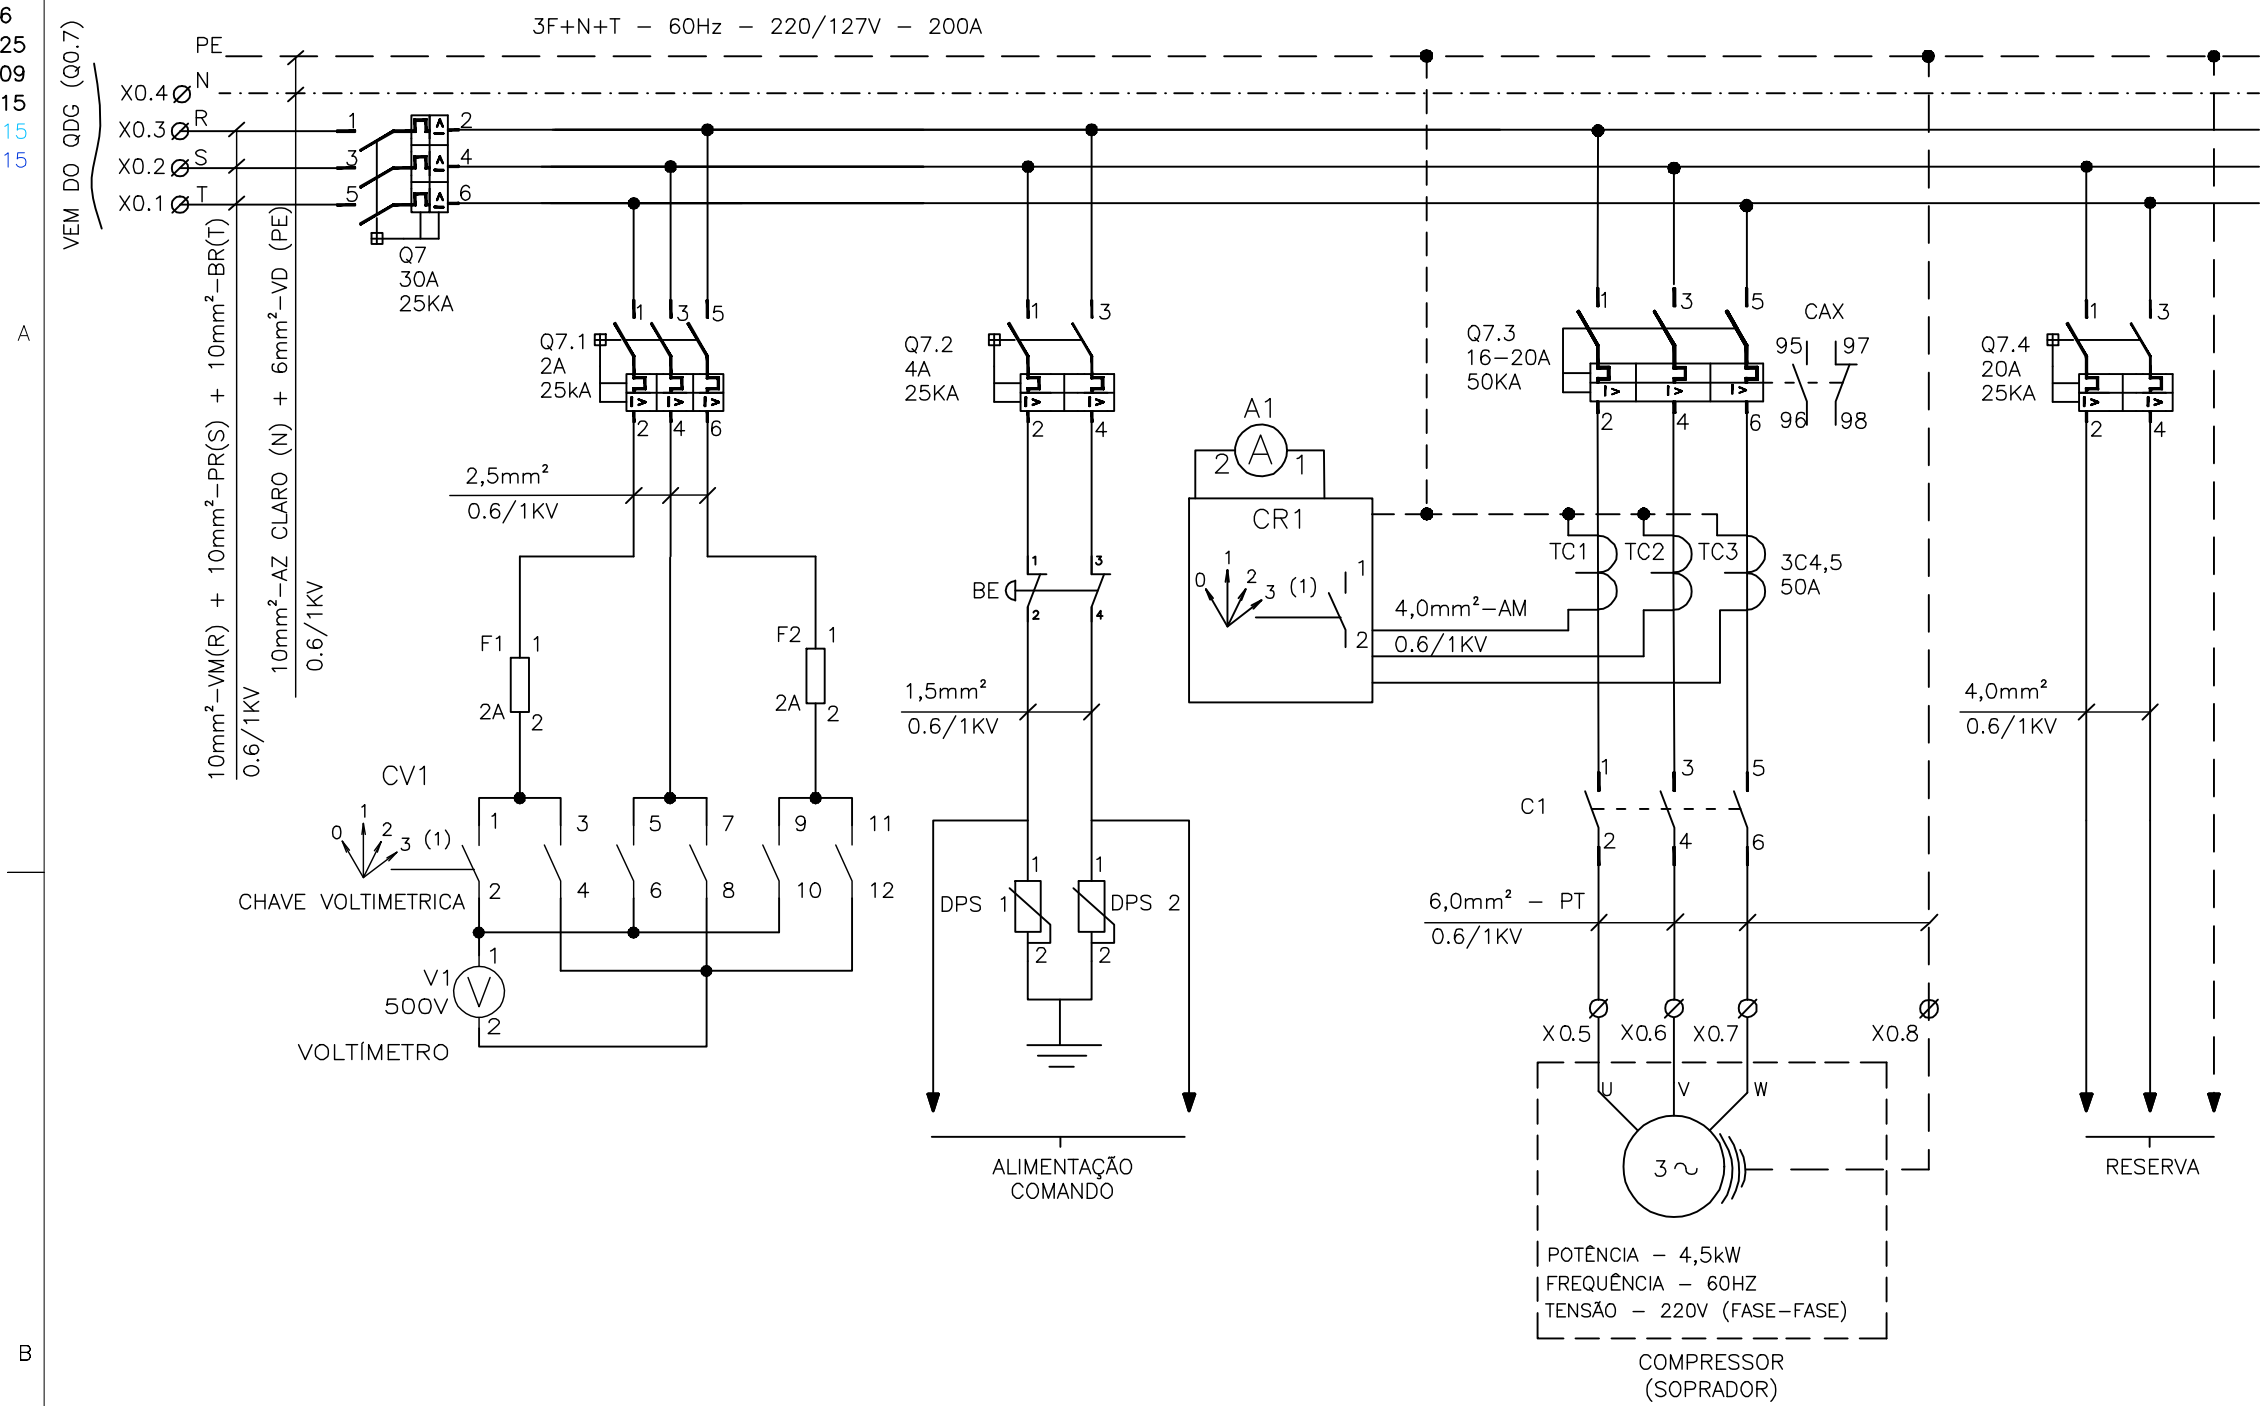 6
25
09
15
15
15
3F+N+T - 60Hz - 220/127V - 200A
VEM DO QDG (Q0.7)
PE
X0.4 N
X0.3 R
X0.2 S
X0.1 T
10mm²-VM(R) + 10mm²-PR(S) + 10mm²-BR(T)
0.6/1KV
10mm²-AZ CLARO (N) + 6mm²-VD (PE)
0.6/1KV
1 2
3 4
5 6
Q7
30A
25KA
A
1 3 5
Q7.1
2A
25kA
2 4 6
2,5mm²
0.6/1KV
F1 1
2A 2
F2 1
2A 2
CV1
0 1 2 3 (1)
1 3 5 7 9 11
2 4 6 8 10 12
CHAVE VOLTIMETRICA
1
V1
500V
V
2
VOLTÍMETRO
1 3
Q7.2
4A
25KA
2 4
1 3
BE
2 4
1,5mm²
0.6/1KV
1 1
DPS 1 DPS 2
2 2
ALIMENTAÇÃO
COMANDO
A1
2 A 1
CR1
0 1 2 3 (1)
1
2
4,0mm²-AM
0.6/1KV
TC1 TC2 TC3
3C4,5
50A
1 3 5
Q7.3
16-20A
50KA
2 4 6
CAX
95 97
96 98
1 3 5
C1
2 4 6
6,0mm² - PT
0.6/1KV
X0.5 X0.6 X0.7 X0.8
U V W
3~
POTÊNCIA - 4,5kW
FREQUÊNCIA - 60HZ
TENSÃO - 220V (FASE-FASE)
COMPRESSOR
(SOPRADOR)
1 3
Q7.4
20A
25KA
2 4
4,0mm²
0.6/1KV
RESERVA
B